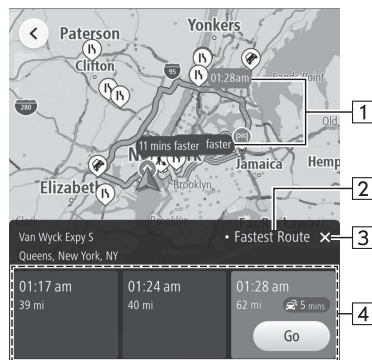 Paterson
Yonkers
Clifton
95
01:28am
Sands Point
280
1
11 mins faster
faster
Jamaica
Hemp
Elizabet
Brooklyn
2
Van Wyck Expy S
• Fastest Route
3
Queens, New York, NY
01:17 am
01:24 am
01:28 am
39 mi
40 mi
62 mi
5 mins
4
Go